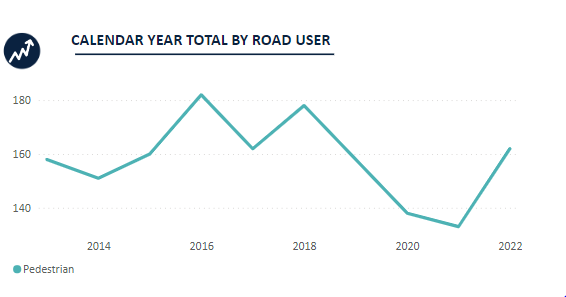 CALENDAR YEAR TOTAL BY ROAD USER
180
160
140
2014 2016 2018 2020 2022
Pedestrian